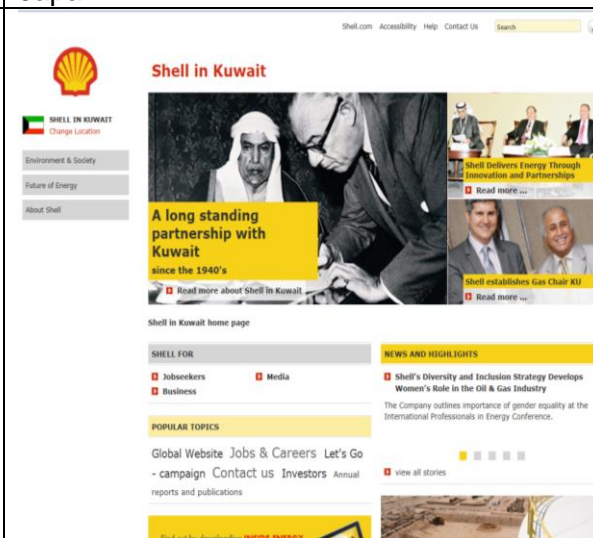 Shell.com Accessibility Help Contact Us Search
Shell in Kuwait
SHELL IN KUWAIT
Change Location
Environment & Society
Future of Energy
About Shell
A long standing
partnership with
Kuwait
since the 1940's
Read more about Shell in Kuwait
Shell Delivers Energy Through
Innovation and Partnerships
Read more ...
Shell establishes Gas Chair KU
Read more ...
Shell in Kuwait home page
SHELL FOR
Jobseekers
Media
Business
POPULAR TOPICS
Global Website Jobs & Careers Let's Go
- campaign Contact us Investors Annual
reports and publications
NEWS AND HIGHLIGHTS
Shell's Diversity and Inclusion Strategy Develops
Women's Role in the Oil & Gas Industry
The Company outlines importance of gender equality at the
International Professionals in Energy Conference.
view all stories
INSIDE ENERGY